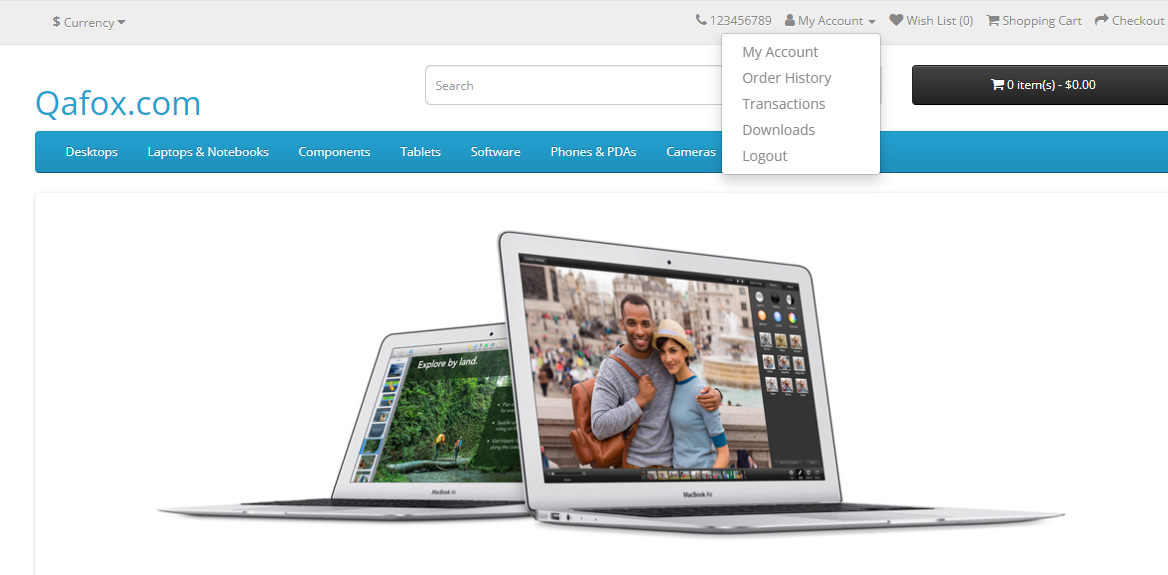 $ Currency
123456789 My Account Wish List (0) Shopping Cart Checkout
My Account
Order History
Transactions
Downloads
Logout
Qafox.com
Search
0 item(s) - $0.00
Desktops Laptops & Notebooks Components Tablets Software Phones & PDAs Cameras
Explore by land.
MacBook Air
MacBook Air